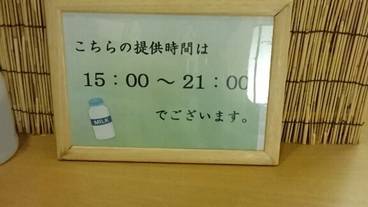 こちらの提供時間は
15：00 ～ 21：00
でございます。
MILK